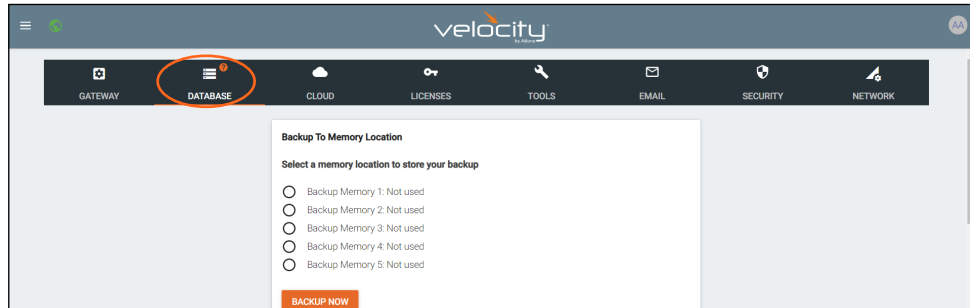 velocity
by Atlona
AA
?
GATEWAY DATABASE CLOUD LICENSES TOOLS EMAIL SECURITY NETWORK
Backup To Memory Location
Select a memory location to store your backup
Backup Memory 1: Not used
Backup Memory 2: Not used
Backup Memory 3: Not used
Backup Memory 4: Not used
Backup Memory 5: Not used
BACKUP NOW